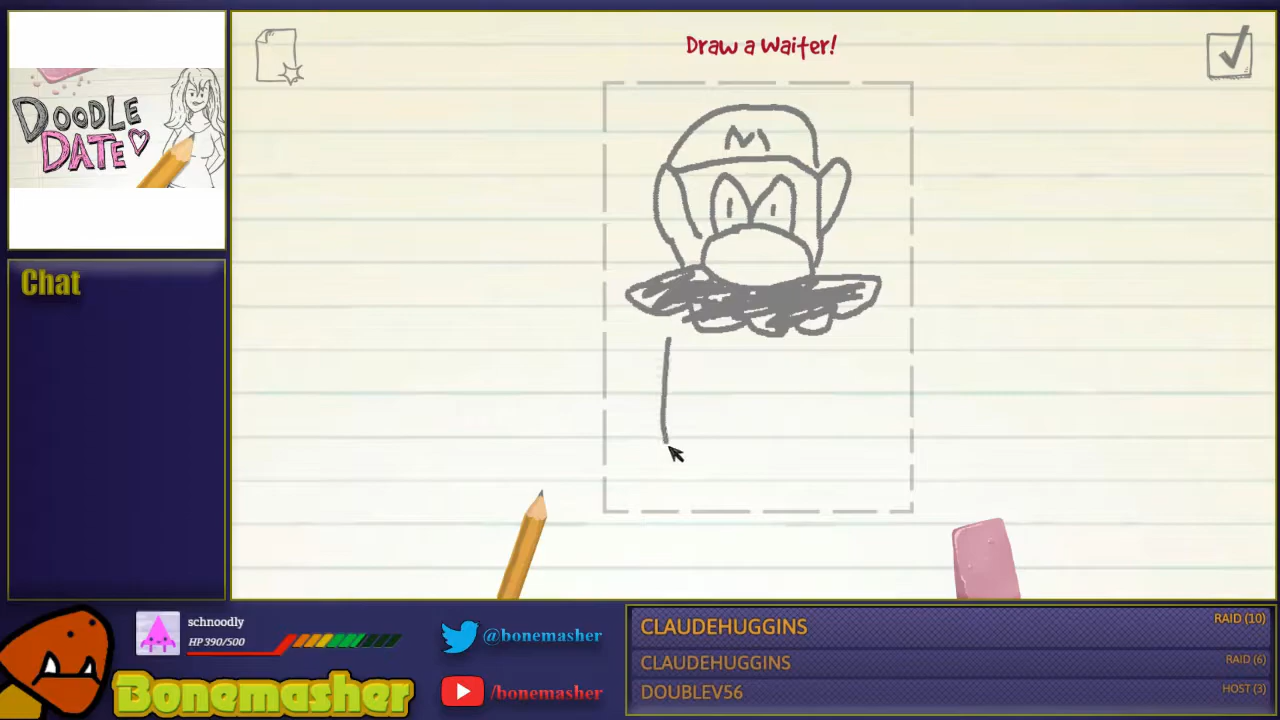 Draw a Waiter!
DOODLE
DATE
M
Chat
schnoodly
HP 390/500
@bonemasher
/bonemasher
Bonemasher
CLAUDEHUGGINS RAID (10)
CLAUDEHUGGINS RAID (6)
DOUBLEV56 HOST (3)